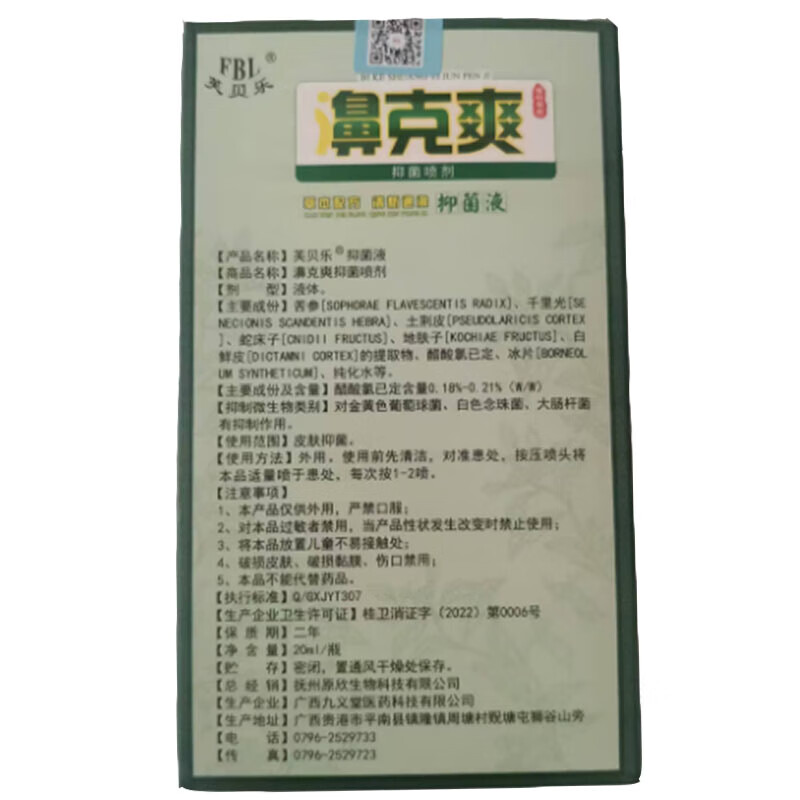 FBL®
芙贝乐
濞克爽
抑菌喷剂
草本配方 清新通鼻 抑菌液
【产品名称】芙贝乐®抑菌液
【商品名称】濞克爽抑菌喷剂
【剂 型】液体。
【主要成份】苦参[SOPHORAE FLAVESCENTIS RADIX]、千里光[SE
NECIONIS SCANDENTIS HEBRA]、土荆皮[PSEUDOLARICIS CORTEX
]、蛇床子[CNIDII FRUCTUS]、地肤子[KOCHIAE FRUCTUS]、白
鲜皮[DICTAMNI CORTEX]的提取物、醋酸氯己定、冰片[BORNEOL
UM SYNTHETICUM]、纯化水等。
【主要成份及含量】醋酸氯己定含量0.18%-0.21%（W/W）
【抑制微生物类别】对金黄色葡萄球菌、白色念珠菌、大肠杆菌
有抑制作用。
【使用范围】皮肤抑菌。
【使用方法】外用。使用前先清洁，对准患处，按压喷头将
本品适量喷于患处，每次按1-2喷。
【注意事项】
1、本产品仅供外用，严禁口服；
2、对本品过敏者禁用，当产品性状发生改变时禁止使用；
3、将本品放置儿童不易接触处；
4、破损皮肤、破损黏膜、伤口禁用；
5、本品不能代替药品。
【执行标准】Q/GXJYT307
【生产企业卫生许可证】桂卫消证字（2022）第0006号
【保 质 期】二年
【净 含 量】20ml/瓶
【贮 存】密闭，置通风干燥处保存。
【总 经 销】抚州原欣生物科技有限公司
【生产企业】广西九义堂医药科技有限公司
【生产地址】广西贵港市平南县镇隆镇周塘村贶塘屯狮谷山旁
【电 话】0796-2529733
【传 真】0796-2529723